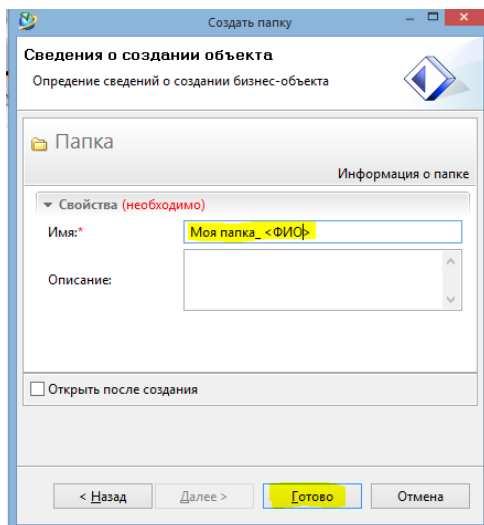 Создать папку
Сведения о создании объекта
Опредение сведений о создании бизнес-объекта
Папка
Информация о папке
Свойства (необходимо)
Имя:* Моя папка_ <ФИО>
Описание:
Открыть после создания
< Назад Далее > Готово Отмена